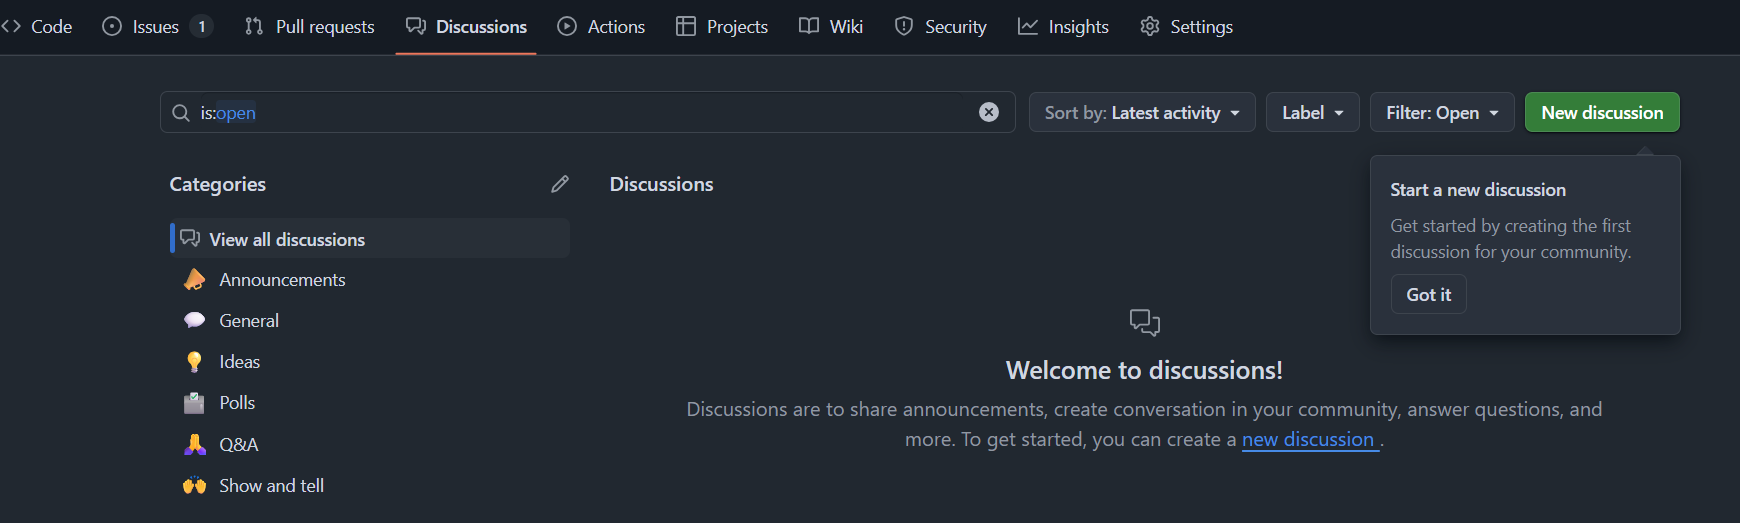 Code Issues 1 Pull requests Discussions Actions Projects Wiki Security Insights Settings
is:open
Sort by: Latest activity Label Filter: Open New discussion
Categories
View all discussions
Announcements
General
Ideas
Polls
Q&A
Show and tell
Discussions
Start a new discussion
Get started by creating the first
discussion for your community.
Got it
Welcome to discussions!
Discussions are to share announcements, create conversation in your community, answer questions, and
more. To get started, you can create a new discussion .